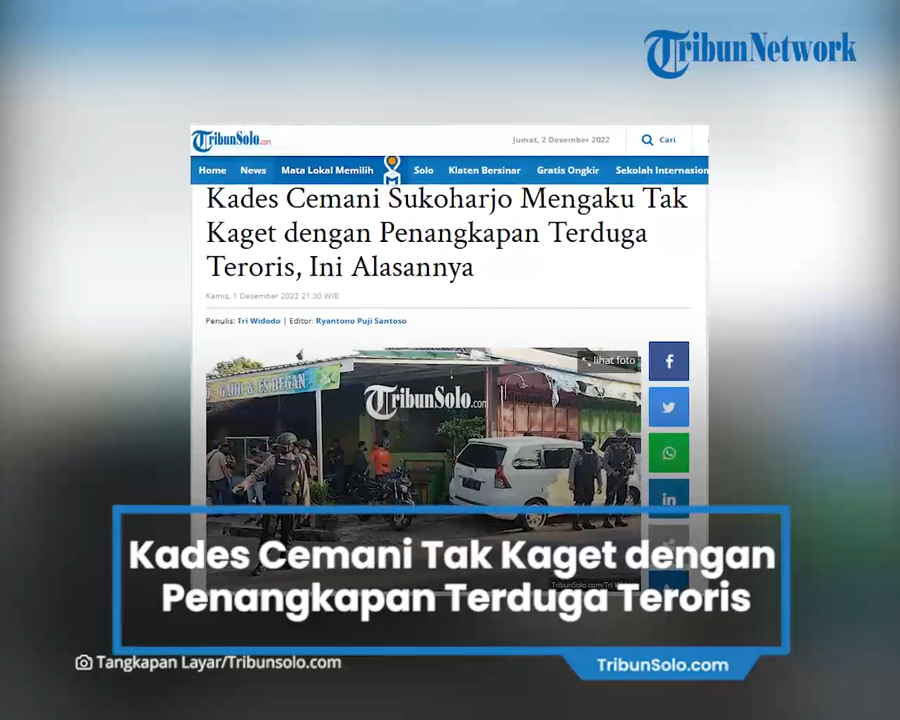 TribunNetwork
TribunSolo.com
Jumat, 2 Desember 2022
Cari
Home News Mata Lokal Memilih Solo Klaten Bersinar Gratis Ongkir Sekolah Internasion
Kades Cemani Sukoharjo Mengaku Tak
Kaget dengan Penangkapan Terduga
Teroris, Ini Alasannya
Kamis, 1 Desember 2022 21:30 WIB
Penulis: Tri Widodo | Editor: Ryantono Puji Santoso
lihat foto
& ES DEGAN
TribunSolo.com
Kades Cemani Tak Kaget dengan
Penangkapan Terduga Teroris
Tangkapan Layar/Tribunsolo.com
TribunSolo.com